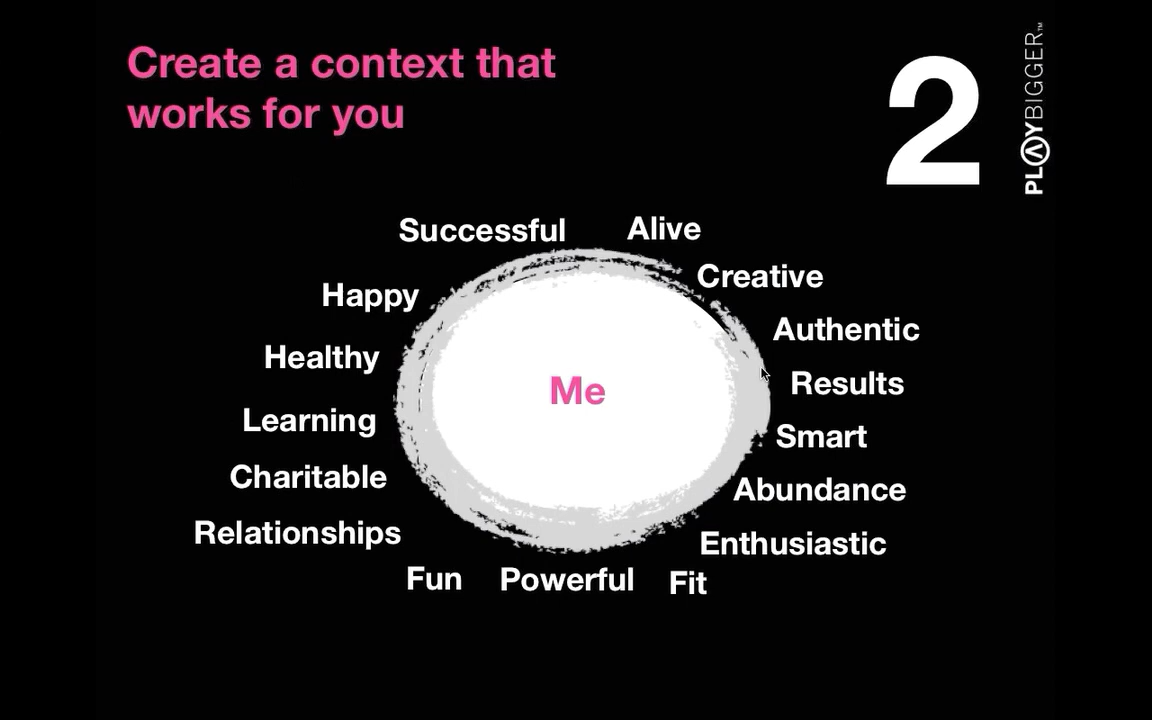 Create a context that
works for you
2
PLAYBIGGER™
Successful
Alive
Creative
Happy
Authentic
Healthy
Results
Me
Learning
Smart
Charitable
Abundance
Relationships
Enthusiastic
Fun
Powerful
Fit